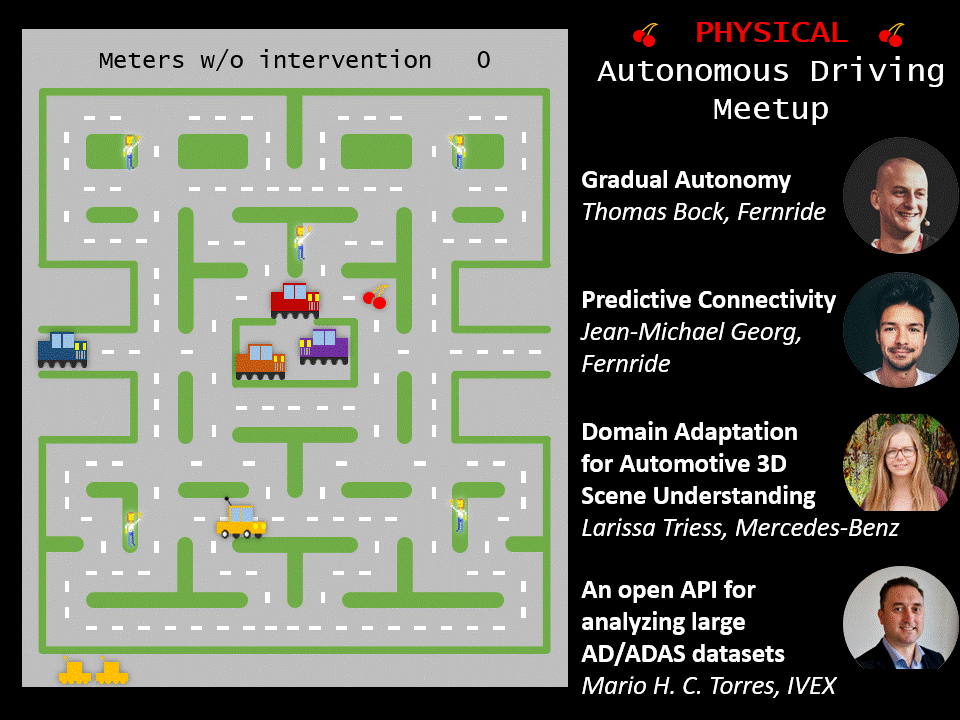 Meters w/o intervention 0
PHYSICAL
Autonomous Driving
Meetup
Gradual Autonomy
Thomas Bock, Fernride
Predictive Connectivity
Jean-Michael Georg,
Fernride
Domain Adaptation
for Automotive 3D
Scene Understanding
Larissa Triess, Mercedes-Benz
An open API for
analyzing large
AD/ADAS datasets
Mario H. C. Torres, IVEX